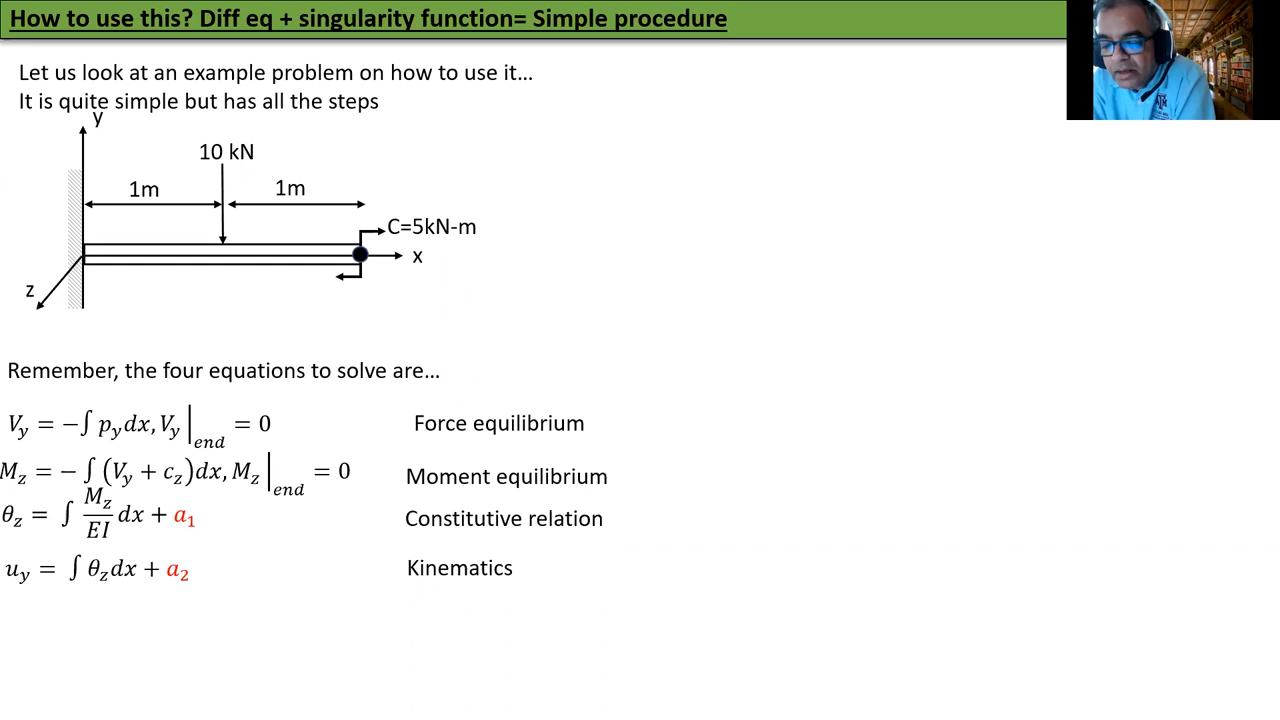 How to use this? Diff eq + singularity function= Simple procedure
Let us look at an example problem on how to use it…
It is quite simple but has all the steps
y
10 kN
1m
1m
C=5kN-m
x
z
Remember, the four equations to solve are…
V_y = −∫ p_y dx, V_y |_end = 0 Force equilibrium
M_z = − ∫ (V_y + c_z)dx, M_z |_end = 0 Moment equilibrium
θ_z = ∫ M_z/EI dx + a_1 Constitutive relation
u_y = ∫ θ_z dx + a_2 Kinematics
ĀTM